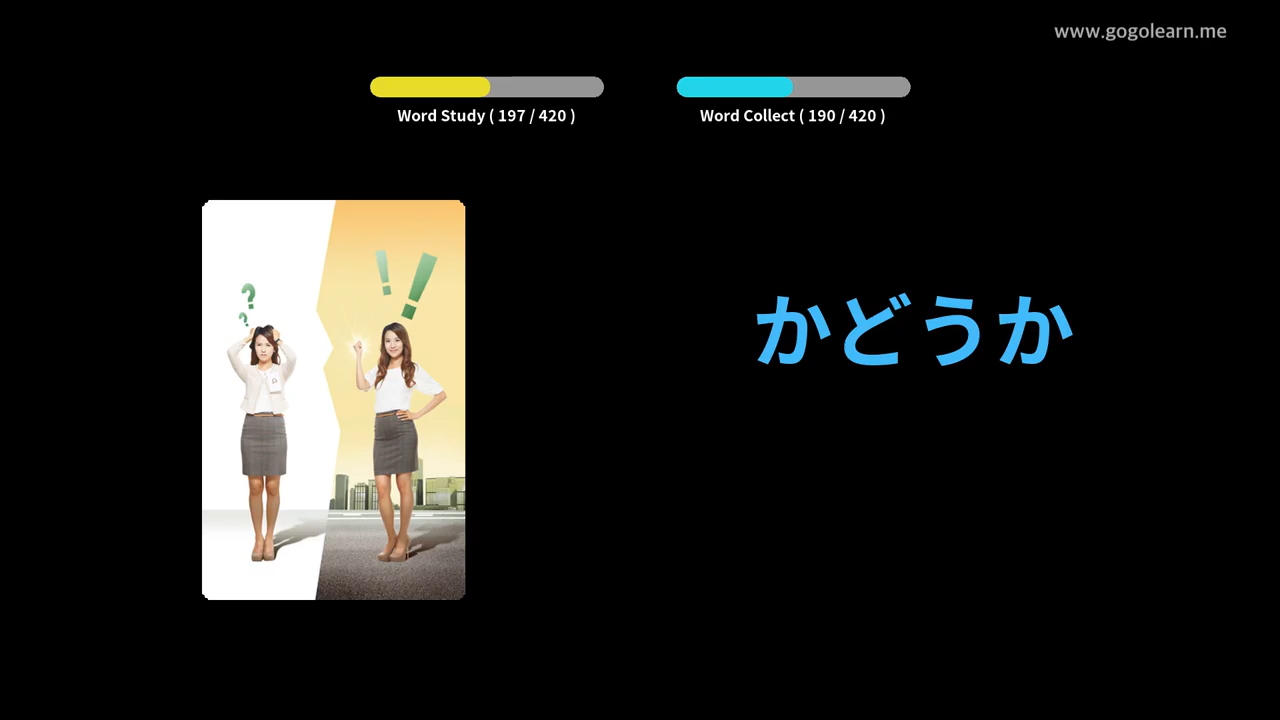 www.gogolearn.me
Word Study ( 197 / 420 )
Word Collect ( 190 / 420 )
? ?
! !
かどうか